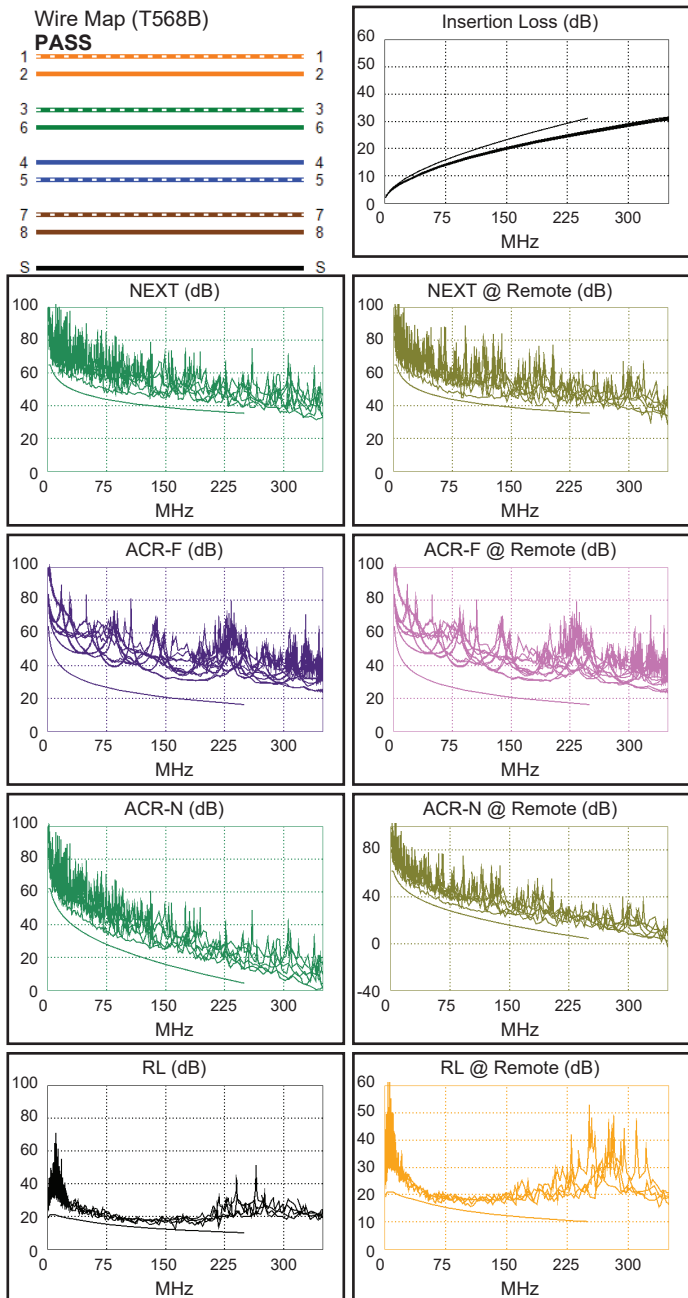 Wire Map (T568B)
PASS
1 1
2 2
3 3
6 6
4 4
5 5
7 7
8 8
S S
Insertion Loss (dB)
60
50
40
30
20
10
0
0 75 150 225 300
MHz
NEXT (dB)
100
80
60
40
20
0
0 75 150 225 300
MHz
NEXT @ Remote (dB)
100
80
60
40
20
0
0 75 150 225 300
MHz
ACR-F (dB)
100
80
60
40
20
0
0 75 150 225 300
MHz
ACR-F @ Remote (dB)
100
80
60
40
20
0
0 75 150 225 300
MHz
ACR-N (dB)
100
80
60
40
20
0
0 75 150 225 300
MHz
ACR-N @ Remote (dB)
80
40
0
-40
0 75 150 225 300
MHz
RL (dB)
100
80
60
40
20
0
0 75 150 225 300
MHz
RL @ Remote (dB)
60
50
40
30
20
10
0
0 75 150 225 300
MHz